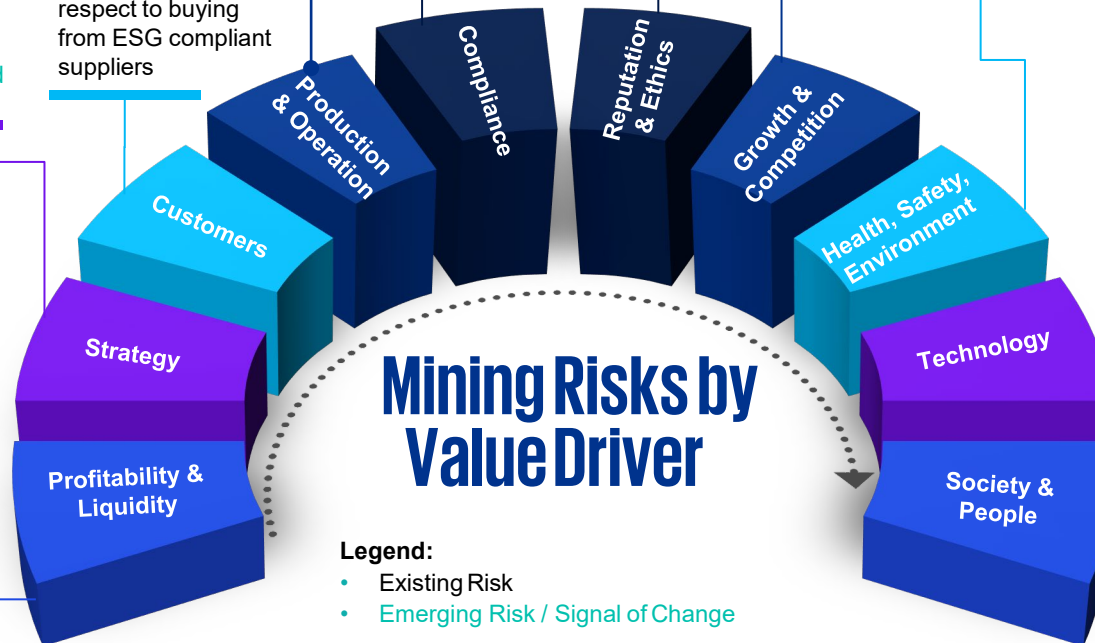 respect to buying
from ESG compliant
suppliers
Compliance
Reputation
& Ethics
Production
& Operation
Growth &
Competition
Customers
Health, Safety,
Environment
Strategy
Technology
Mining Risks by
Value Driver
Profitability &
Liquidity
Society &
People
Legend:
• Existing Risk
• Emerging Risk / Signal of Change